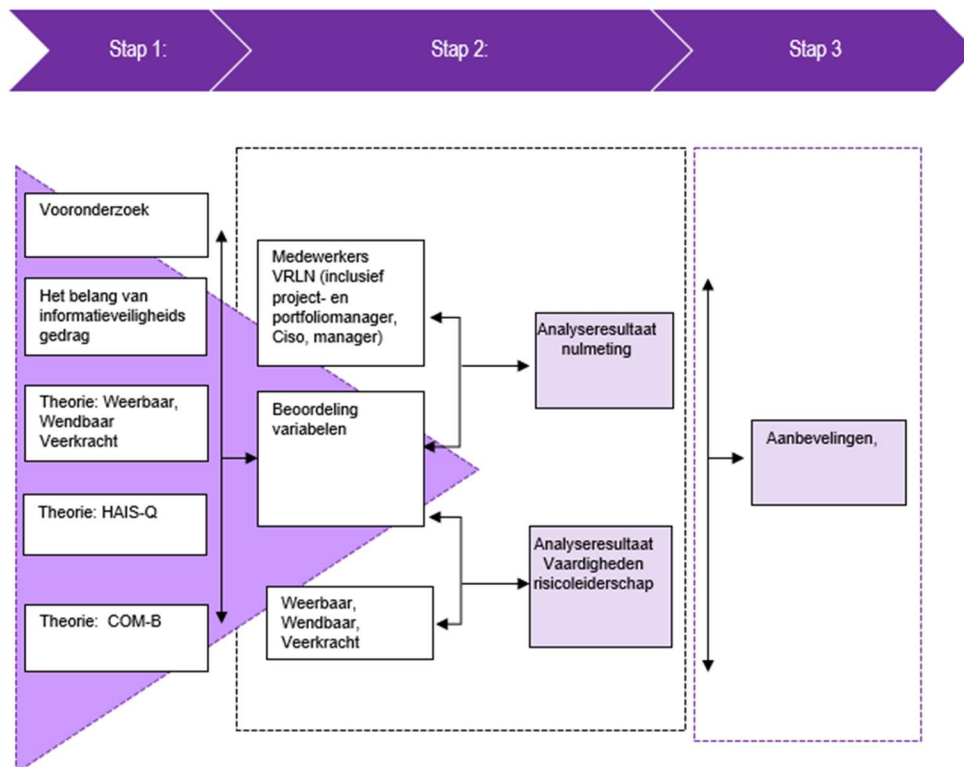 Stap 1:
Stap 2:
Stap 3
Vooronderzoek
Het belang van
informatieveiligheids
gedrag
Theorie: Weerbaar,
Wendbaar
Veerkracht
Theorie: HAIS-Q
Theorie: COM-B
Medewerkers
VRLN (inclusief
project- en
portfoliomanager,
Ciso, manager)
Beoordeling
variabelen
Weerbaar,
Wendbaar,
Veerkracht
Analyseresultaat
nulmeting
Analyseresultaat
Vaardigheden
risicoleiderschap
Aanbevelingen,